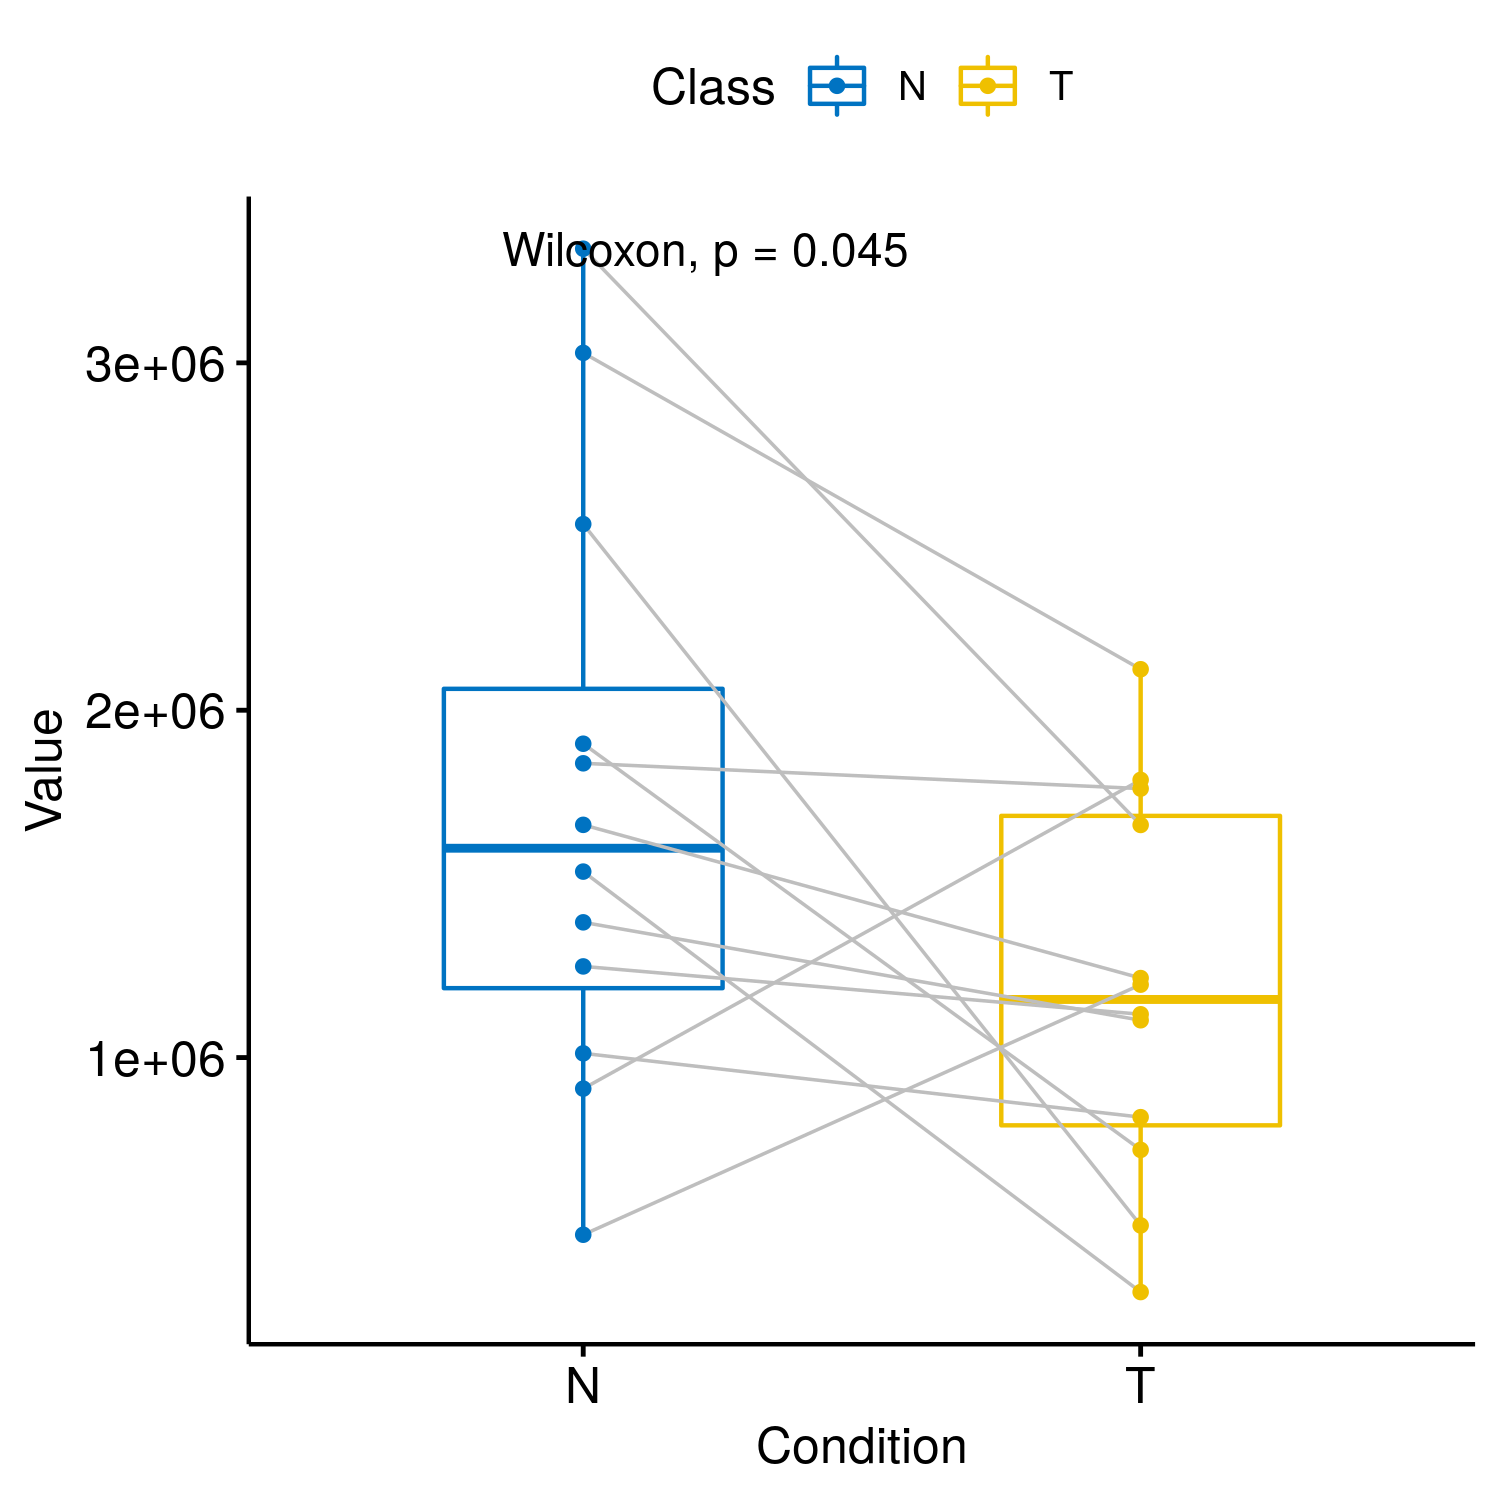 Class N T
Wilcoxon, p = 0.045
3e+06
2e+06
1e+06
Value
N T
Condition